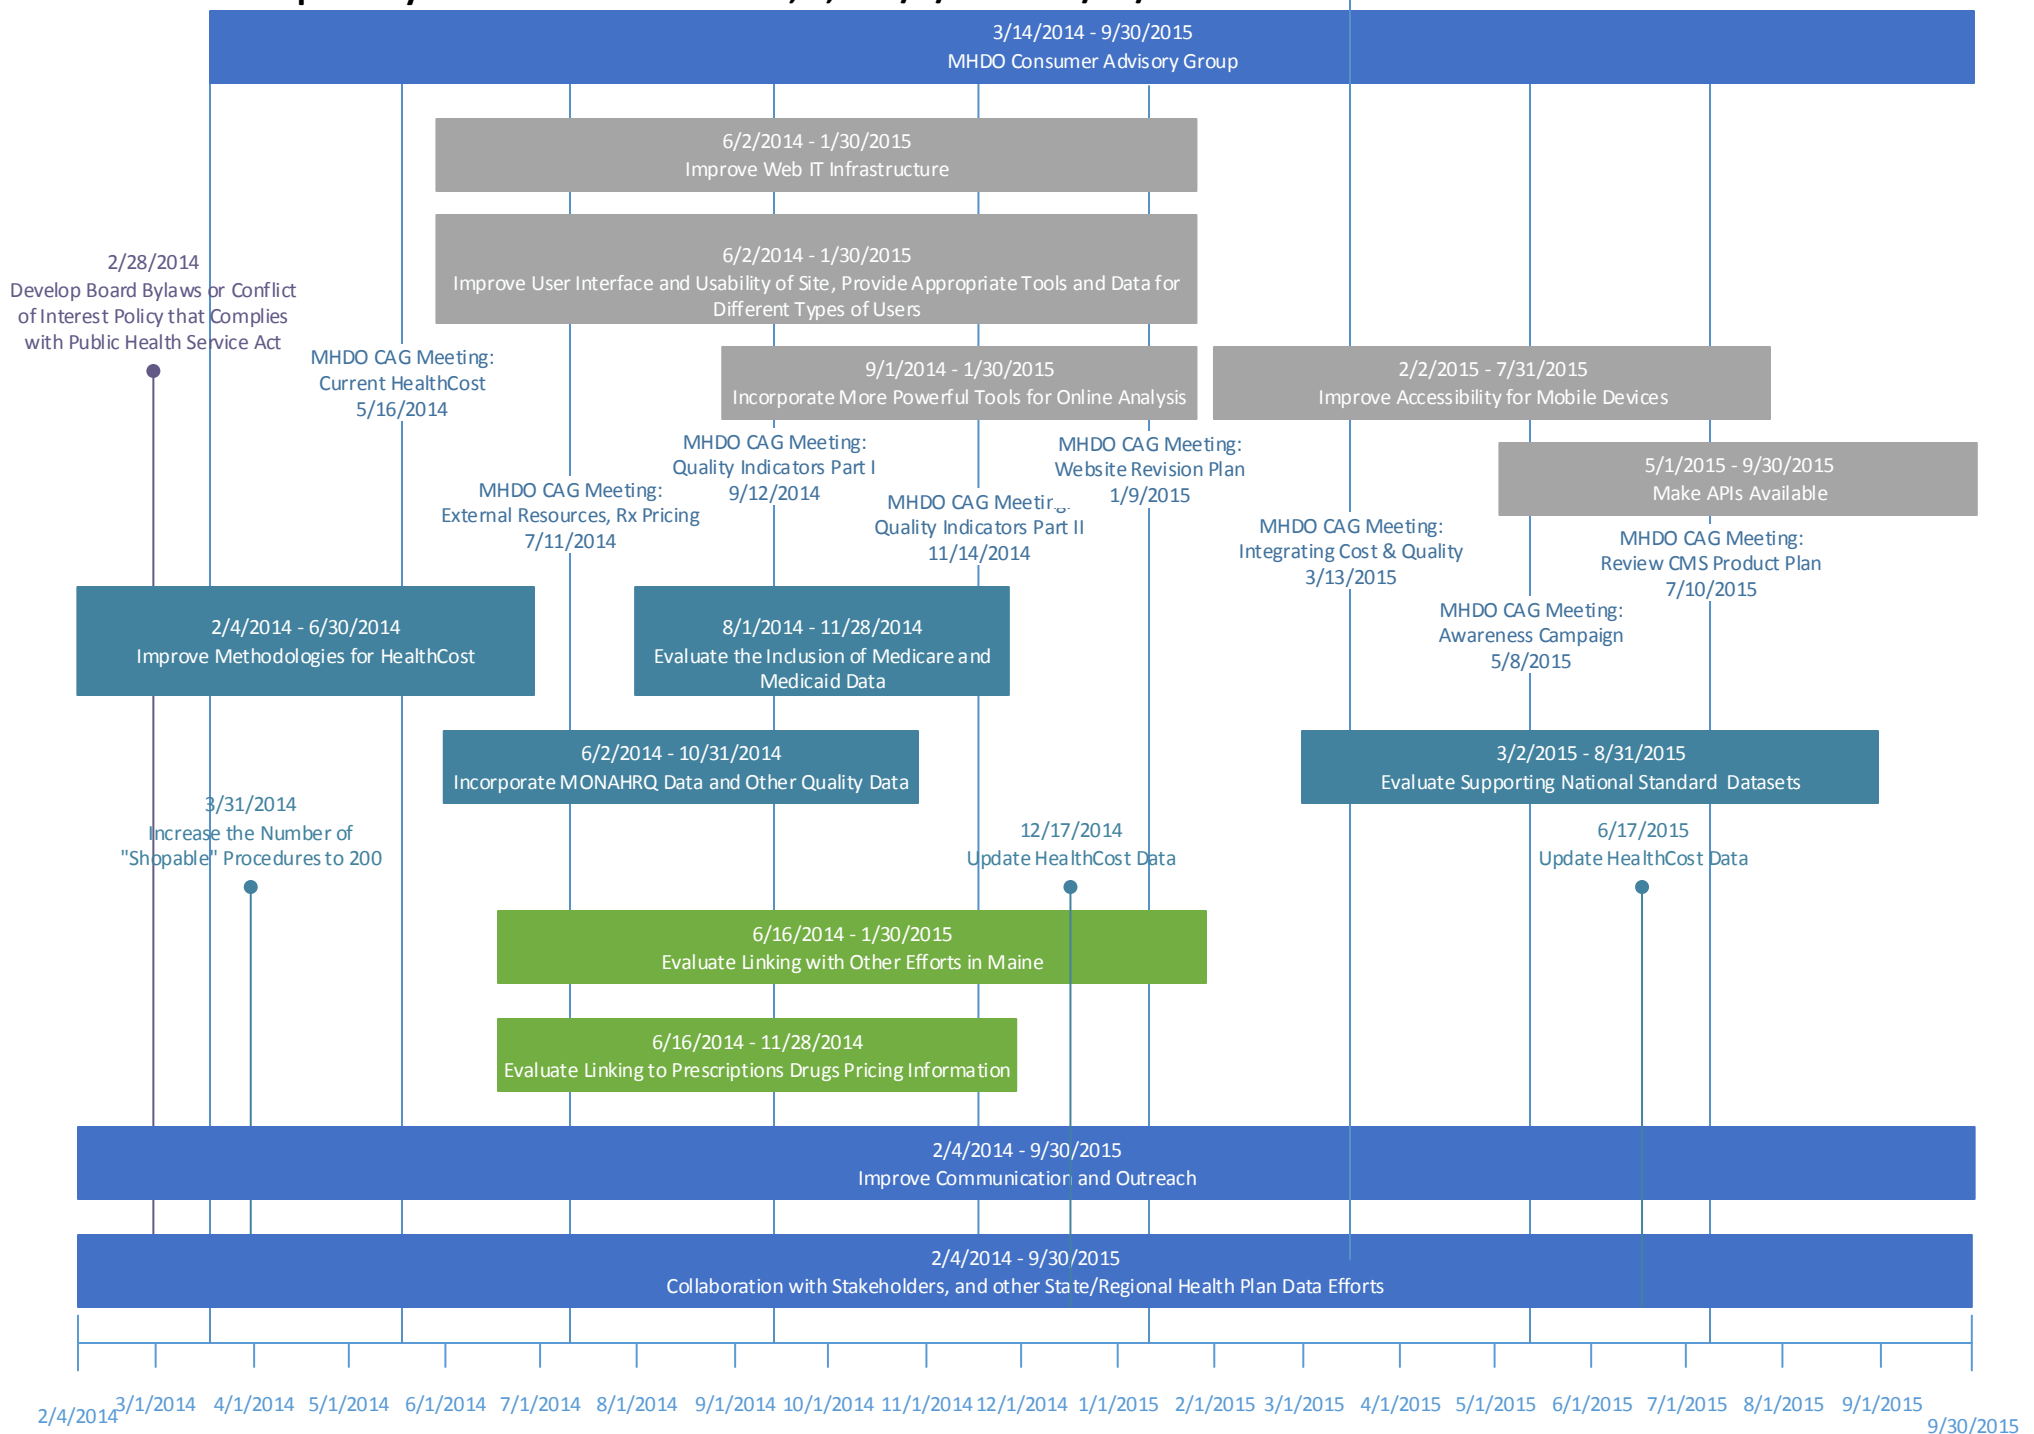 3/14/2014 - 9/30/2015
MHDO Consumer Advisory Group
6/2/2014 - 1/30/2015
Improve Web IT Infrastructure
6/2/2014 - 1/30/2015
Improve User Interface and Usability of Site, Provide Appropriate Tools and Data for
Different Types of Users
2/28/2014
Develop Board Bylaws or Conflict
of Interest Policy that Complies
with Public Health Service Act
MHDO CAG Meeting:
Current HealthCost
5/16/2014
9/1/2014 - 1/30/2015
Incorporate More Powerful Tools for Online Analysis
2/2/2015 - 7/31/2015
Improve Accessibility for Mobile Devices
MHDO CAG Meeting:
Quality Indicators Part I
9/12/2014
MHDO CAG Meeting:
Website Revision Plan
1/9/2015
5/1/2015 - 9/30/2015
Make APIs Available
MHDO CAG Meeting:
External Resources, Rx Pricing
7/11/2014
MHDO CAG Meeting:
Quality Indicators Part II
11/14/2014
MHDO CAG Meeting:
Integrating Cost & Quality
3/13/2015
MHDO CAG Meeting:
Review CMS Product Plan
7/10/2015
MHDO CAG Meeting:
Awareness Campaign
5/8/2015
2/4/2014 - 6/30/2014
Improve Methodologies for HealthCost
8/1/2014 - 11/28/2014
Evaluate the Inclusion of Medicare and
Medicaid Data
6/2/2014 - 10/31/2014
Incorporate MONAHRQ Data and Other Quality Data
3/2/2015 - 8/31/2015
Evaluate Supporting National Standard Datasets
3/31/2014
Increase the Number of
"Shopable" Procedures to 200
12/17/2014
Update HealthCost Data
6/17/2015
Update HealthCost Data
6/16/2014 - 1/30/2015
Evaluate Linking with Other Efforts in Maine
6/16/2014 - 11/28/2014
Evaluate Linking to Prescriptions Drugs Pricing Information
2/4/2014 - 9/30/2015
Improve Communication and Outreach
2/4/2014 - 9/30/2015
Collaboration with Stakeholders, and other State/Regional Health Plan Data Efforts
2/4/2014 3/1/2014 4/1/2014 5/1/2014 6/1/2014 7/1/2014 8/1/2014 9/1/2014 10/1/2014 11/1/2014 12/1/2014 1/1/2015 2/1/2015 3/1/2015 4/1/2015 5/1/2015 6/1/2015 7/1/2015 8/1/2015 9/1/2015 9/30/2015